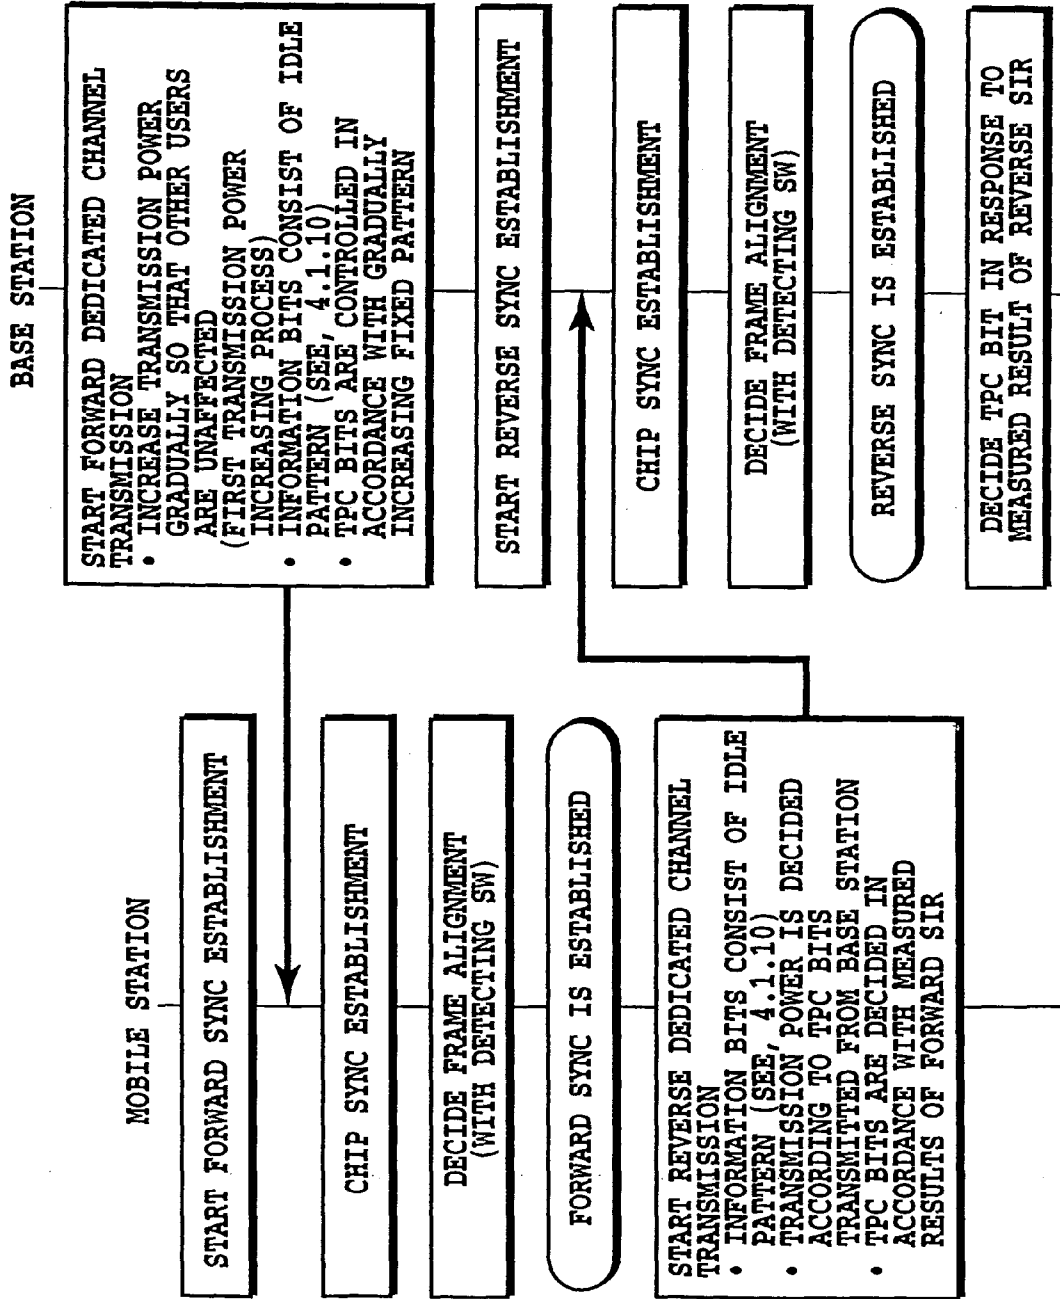 MOBILE STATION
START FORWARD SYNC ESTABLISHMENT
CHIP SYNC ESTABLISHMENT
DECIDE FRAME ALIGNMENT
(WITH DETECTING SW)
FORWARD SYNC IS ESTABLISHED
START REVERSE DEDICATED CHANNEL
TRANSMISSION
• INFORMATION BITS CONSIST OF IDLE
PATTERN (SEE, 4.1.10)
• TRANSMISSION POWER IS DECIDED
ACCORDING TO TPC BITS
TRANSMITTED FROM BASE STATION
• TPC BITS ARE DECIDED IN
ACCORDANCE WITH MEASURED
RESULTS OF FORWARD SIR
BASE STATION
START FORWARD DEDICATED CHANNEL
TRANSMISSION
• INCREASE TRANSMISSION POWER
GRADUALLY SO THAT OTHER USERS
ARE UNAFFECTED
(FIRST TRANSMISSION POWER
INCREASING PROCESS)
• INFORMATION BITS CONSIST OF IDLE
PATTERN (SEE, 4.1.10)
• TPC BITS ARE CONTROLLED IN
ACCORDANCE WITH GRADUALLY
INCREASING FIXED PATTERN
START REVERSE SYNC ESTABLISHMENT
CHIP SYNC ESTABLISHMENT
DECIDE FRAME ALIGNMENT
(WITH DETECTING SW)
REVERSE SYNC IS ESTABLISHED
DECIDE TPC BIT IN RESPONSE TO
MEASURED RESULT OF REVERSE SIR